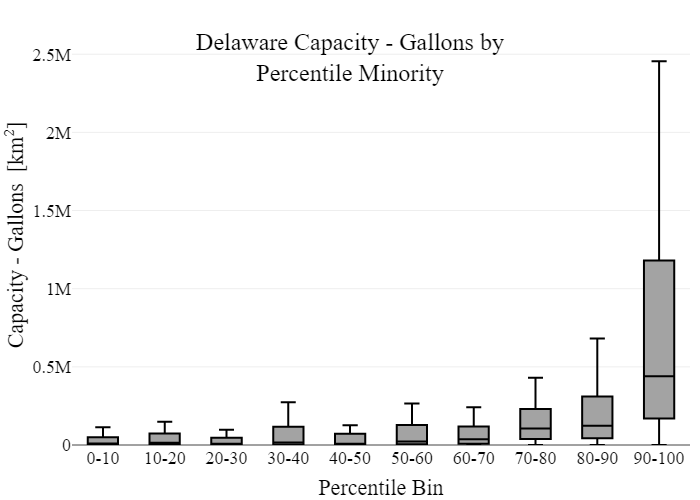 Delaware Capacity - Gallons by
Percentile Minority
Capacity - Gallons [km²]
2.5M
2M
1.5M
1M
0.5M
0
0-10 10-20 20-30 30-40 40-50 50-60 60-70 70-80 80-90 90-100
Percentile Bin